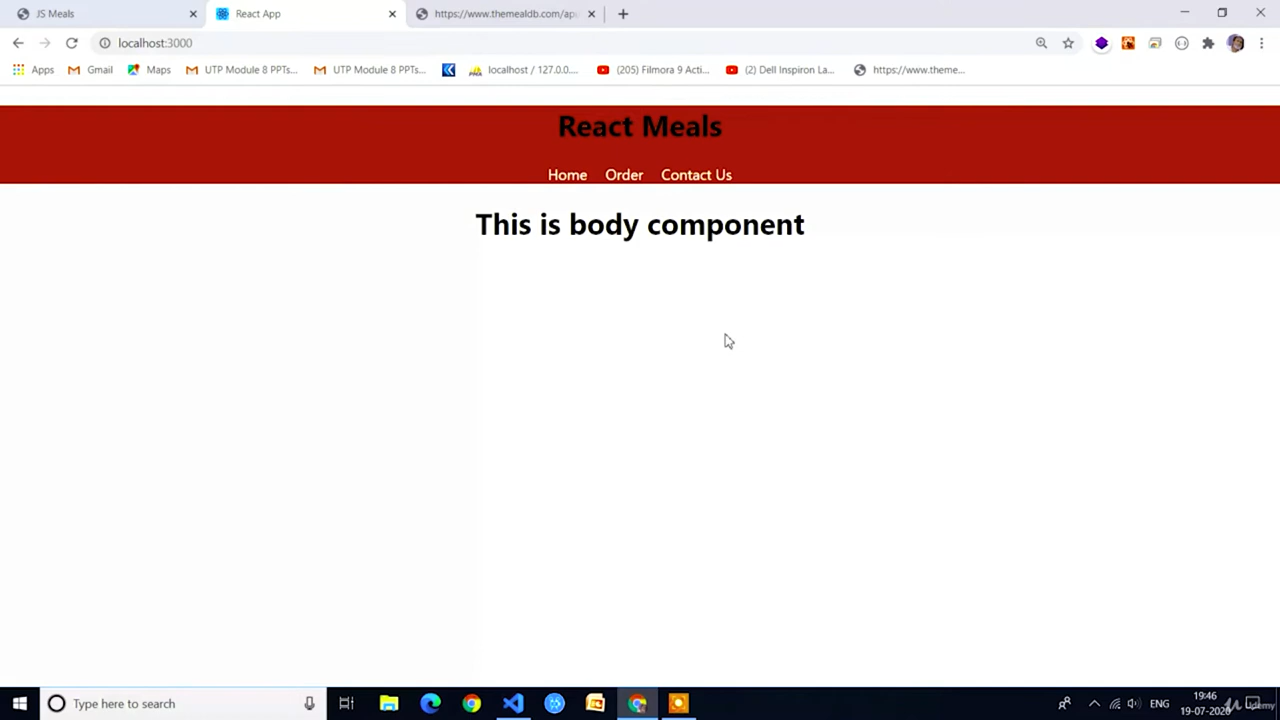 JS Meals
React App
https://www.themealdb.com/ap
localhost:3000
Apps
Gmail
Maps
UTP Module 8 PPTs...
UTP Module 8 PPTs...
localhost / 127.0.0....
(205) Filmora 9 Acti...
(2) Dell Inspiron La...
https://www.theme...
React Meals
Home Order Contact Us
This is body component
Type here to search
ENG
19:46
19-07-2020
Udemy